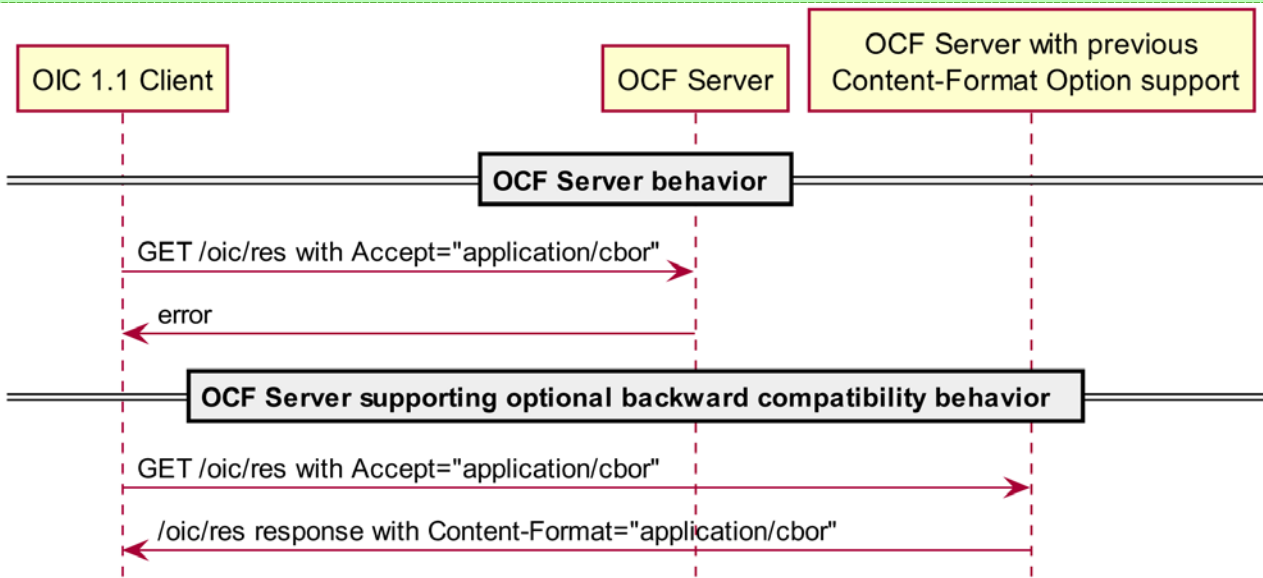 OIC 1.1 Client
OCF Server
OCF Server with previous
Content-Format Option support
OCF Server behavior
GET /oic/res with Accept="application/cbor"
error
OCF Server supporting optional backward compatibility behavior
GET /oic/res with Accept="application/cbor"
/oic/res response with Content-Format="application/cbor"